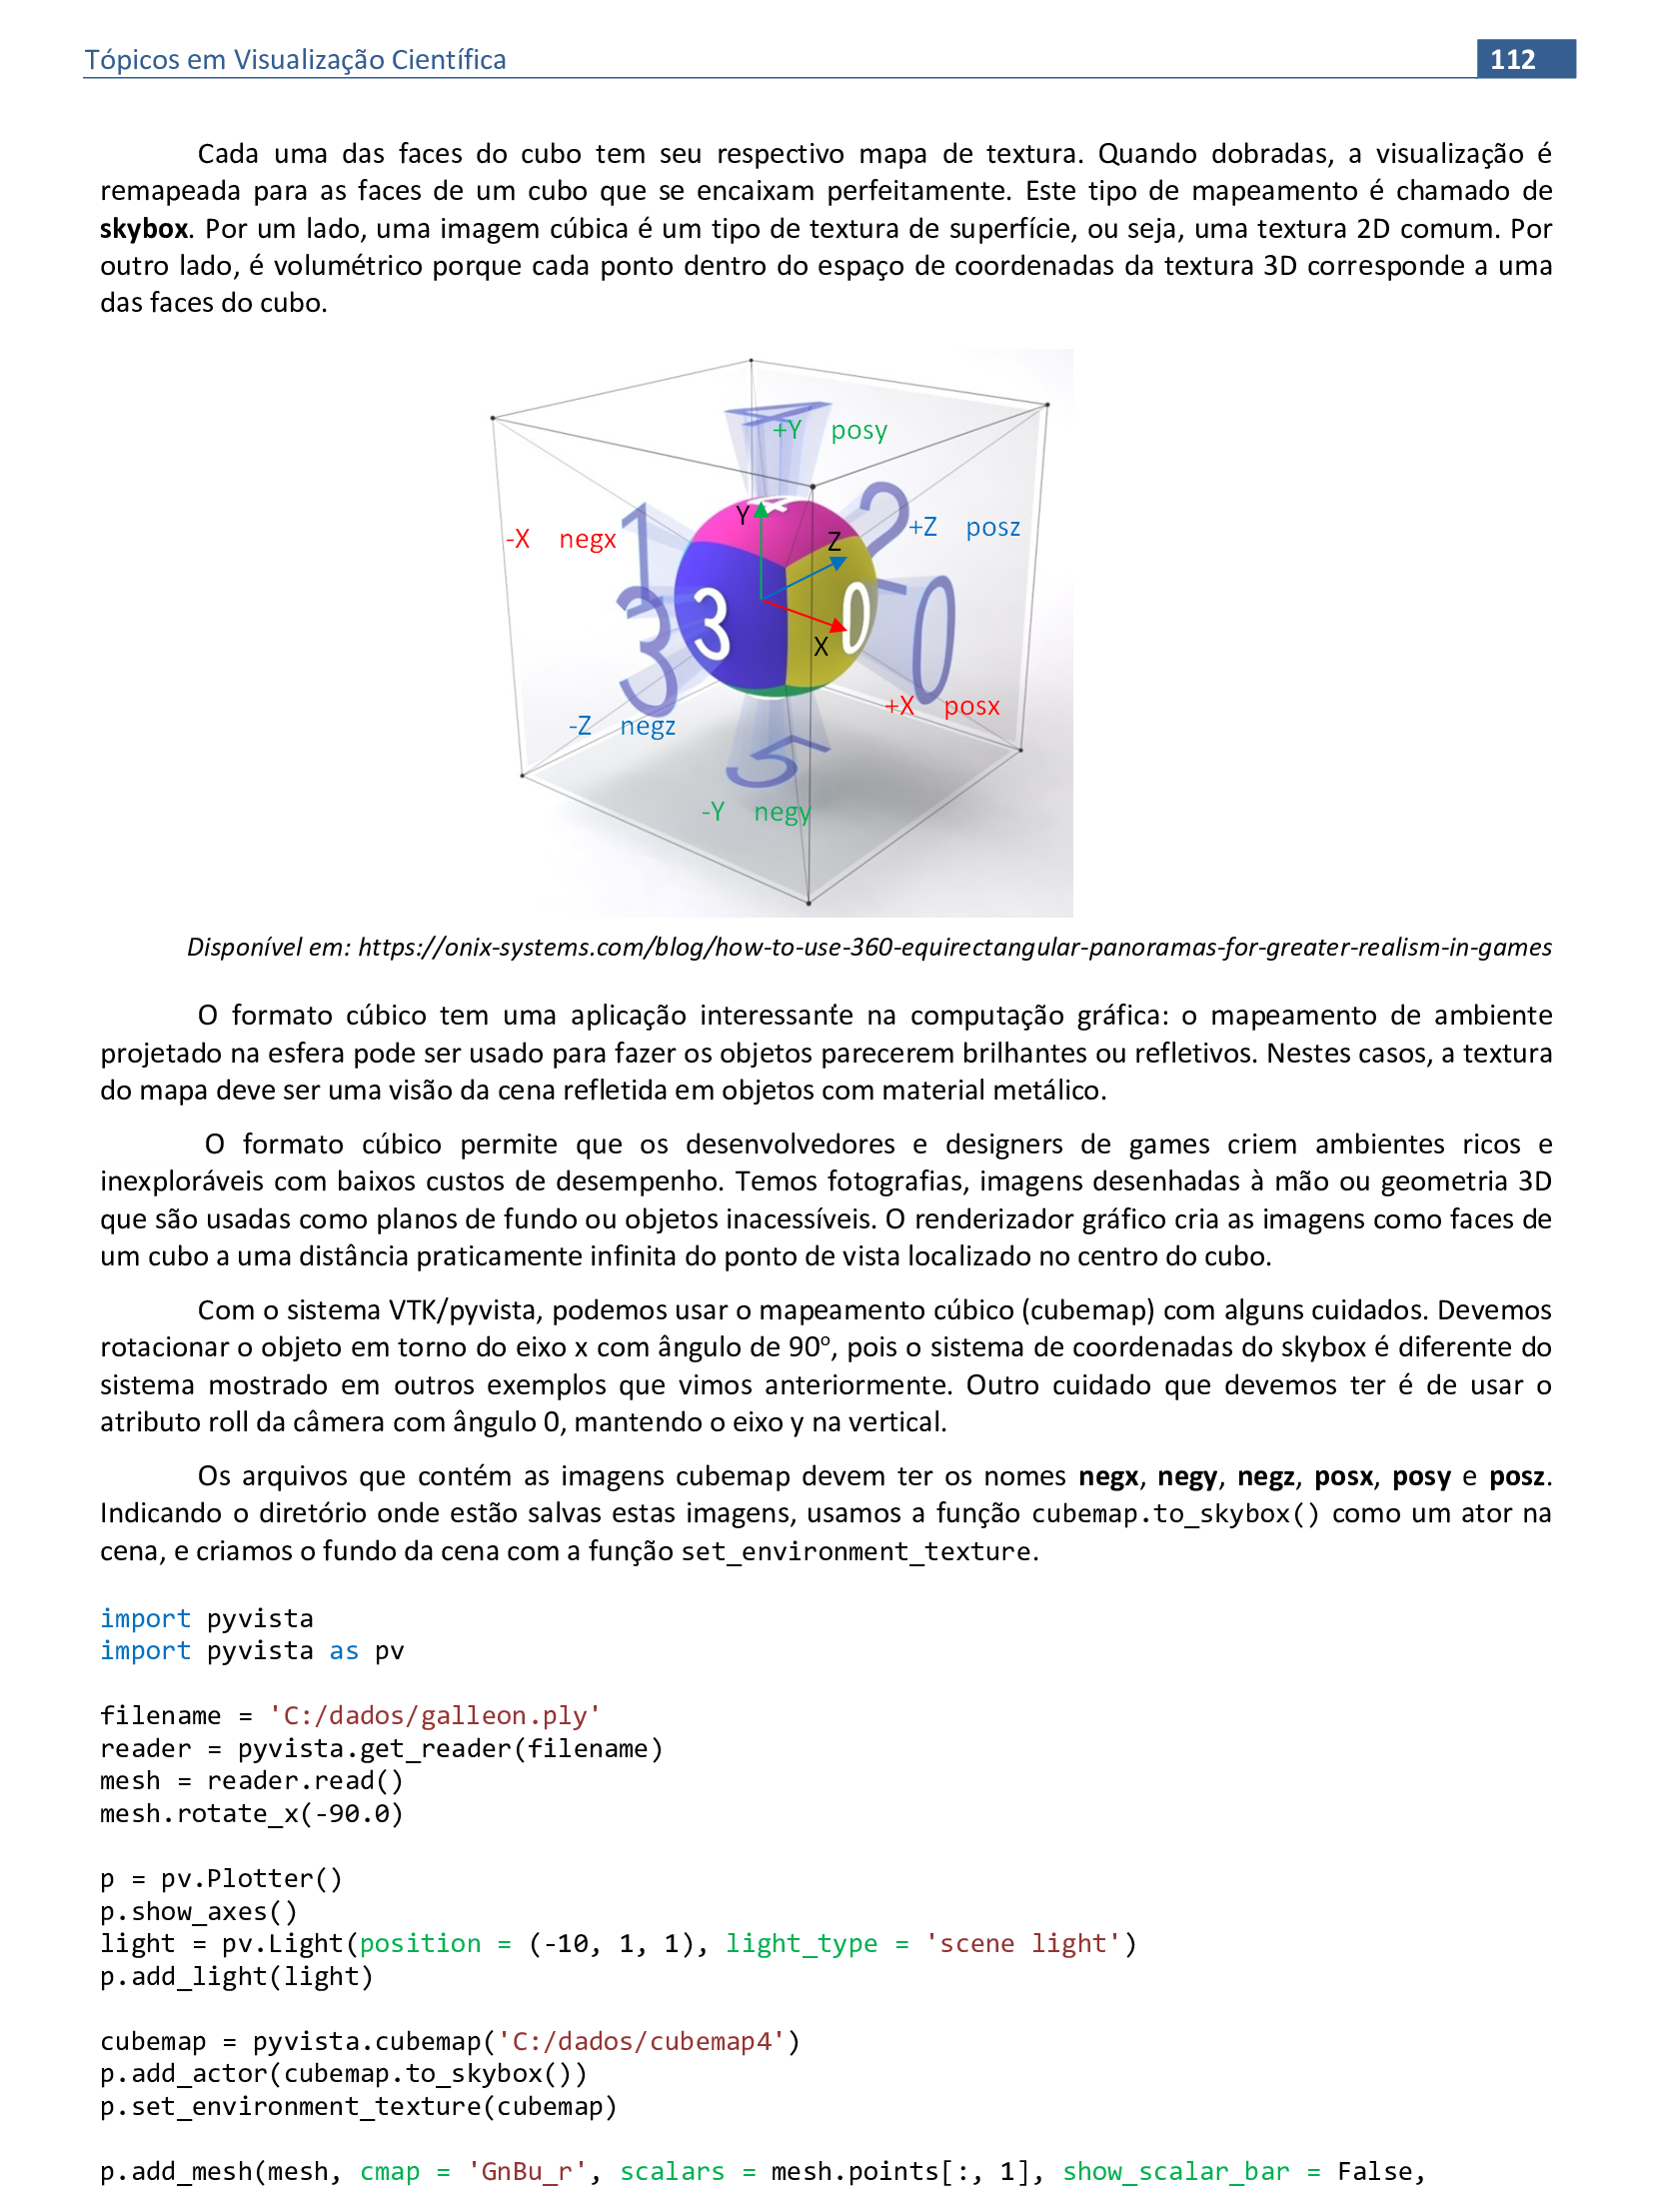 Tópicos em Visualização Científica 112
Cada uma das faces do cubo tem seu respectivo mapa de textura. Quando dobradas, a visualização é
remapeada para as faces de um cubo que se encaixam perfeitamente. Este tipo de mapeamento é chamado de
skybox. Por um lado, uma imagem cúbica é um tipo de textura de superfície, ou seja, uma textura 2D comum. Por
outro lado, é volumétrico porque cada ponto dentro do espaço de coordenadas da textura 3D corresponde a uma
das faces do cubo.
4
+Y posy
4
Y
1
2
-X negx
Z
+Z posz
3
3
0
0
X
+X posx
-Z negz
5
-Y negy
Disponível em: https://onix-systems.com/blog/how-to-use-360-equirectangular-panoramas-for-greater-realism-in-games
O formato cúbico tem uma aplicação interessante na computação gráfica: o mapeamento de ambiente
projetado na esfera pode ser usado para fazer os objetos parecerem brilhantes ou refletivos. Nestes casos, a textura
do mapa deve ser uma visão da cena refletida em objetos com material metálico.
O formato cúbico permite que os desenvolvedores e designers de games criem ambientes ricos e
inexploráveis com baixos custos de desempenho. Temos fotografias, imagens desenhadas à mão ou geometria 3D
que são usadas como planos de fundo ou objetos inacessíveis. O renderizador gráfico cria as imagens como faces de
um cubo a uma distância praticamente infinita do ponto de vista localizado no centro do cubo.
Com o sistema VTK/pyvista, podemos usar o mapeamento cúbico (cubemap) com alguns cuidados. Devemos
rotacionar o objeto em torno do eixo x com ângulo de 90º, pois o sistema de coordenadas do skybox é diferente do
sistema mostrado em outros exemplos que vimos anteriormente. Outro cuidado que devemos ter é de usar o
atributo roll da câmera com ângulo 0, mantendo o eixo y na vertical.
Os arquivos que contém as imagens cubemap devem ter os nomes negx, negy, negz, posx, posy e posz.
Indicando o diretório onde estão salvas estas imagens, usamos a função cubemap.to_skybox() como um ator na
cena, e criamos o fundo da cena com a função set_environment_texture.
import pyvista
import pyvista as pv
filename = 'C:/dados/galleon.ply'
reader = pyvista.get_reader(filename)
mesh = reader.read()
mesh.rotate_x(-90.0)
p = pv.Plotter()
p.show_axes()
light = pv.Light(position = (-10, 1, 1), light_type = 'scene light')
p.add_light(light)
cubemap = pyvista.cubemap('C:/dados/cubemap4')
p.add_actor(cubemap.to_skybox())
p.set_environment_texture(cubemap)
p.add_mesh(mesh, cmap = 'GnBu_r', scalars = mesh.points[:, 1], show_scalar_bar = False,